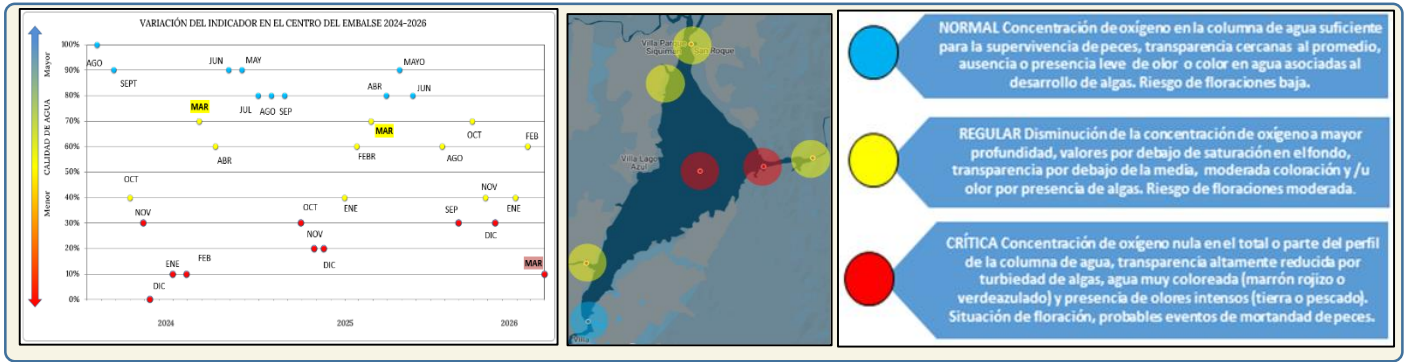 VARIACIÓN DEL INDICADOR EN EL CENTRO DEL EMBALSE 2024-2026
Mayor
CALIDAD DE AGUA
Menor
100%
90%
80%
70%
60%
50%
40%
30%
20%
10%
0%
AGO
SEPT
OCT
NOV
DIC
ENE
FEB
MAR
ABR
JUN
MAY
JUL
AGO
SEP
OCT
NOV
DIC
ENE
FEBR
MAR
ABR
MAYO
JUN
AGO
SEP
OCT
NOV
DIC
ENE
FEB
MAR
2024
2025
2026
Villa Parque
Siquiman
San Roque
Villa Lago
Azul
Villa
NORMAL Concentración de oxígeno en la columna de agua suficiente
para la supervivencia de peces, transparencia cercanas al promedio,
ausencia o presencia leve de olor o color en agua asociadas al
desarrollo de algas. Riesgo de floraciones baja.
REGULAR Disminución de la concentración de oxígeno a mayor
profundidad, valores por debajo de saturación en el fondo,
transparencia por debajo de la media, moderada coloración y /u
olor por presencia de algas. Riesgo de floraciones moderada.
CRÍTICA Concentración de oxígeno nula en el total o parte del perfil
de la columna de agua, transparencia altamente reducida por
turbiedad de algas, agua muy coloreada (marrón rojizo o
verdeazulado) y presencia de olores intensos (tierra o pescado).
Situación de floración, probables eventos de mortandad de peces.